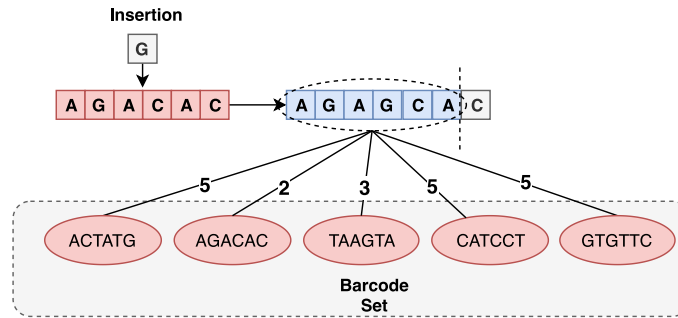 Insertion
G
A G A C A C
A G A G C A C
5 2 3 5 5
ACTATG AGACAC TAAGTA CATCCT GTGTTC
Barcode
Set